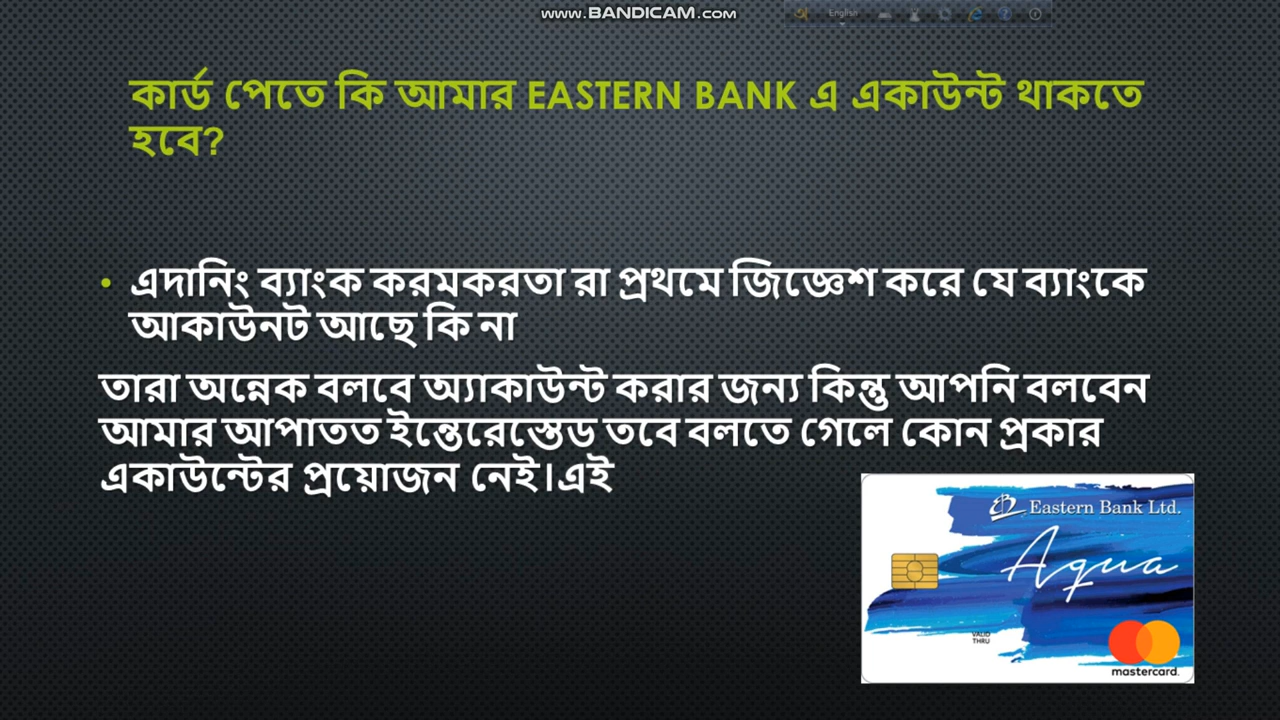 www.BANDICAM.com
English
কার্ড পেতে কি আমার EASTERN BANK এ একাউন্ট থাকতে
হবে?
• এদানিং ব্যাংক করমকরতা রা প্রথমে জিজ্ঞেশ করে যে ব্যাংকে
আকাউনট আছে কি না
তারা অন্নেক বলবে অ্যাকাউন্ট করার জন্য কিন্তু আপনি বলবেন
আমার আপাতত ইন্তেরেস্তেড তবে বলতে গেলে কোন প্রকার
একাউন্টের প্রয়োজন নেই।এই
Eastern Bank Ltd.
Aqua
VALID
THRU
mastercard.